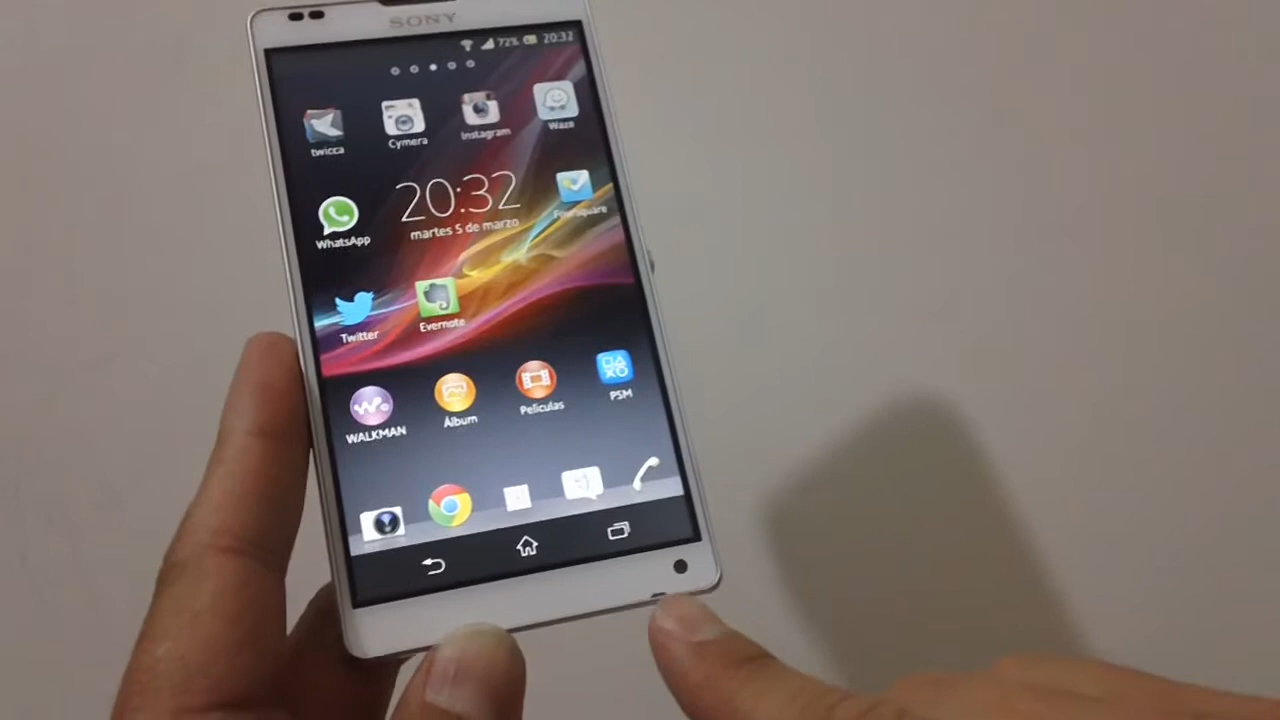 SONY
72% 20:32
twicca Cymera Instagram Waze
20:32
martes 5 de marzo
WhatsApp Foursquare
Twitter Evernote
WALKMAN Álbum Películas PSM